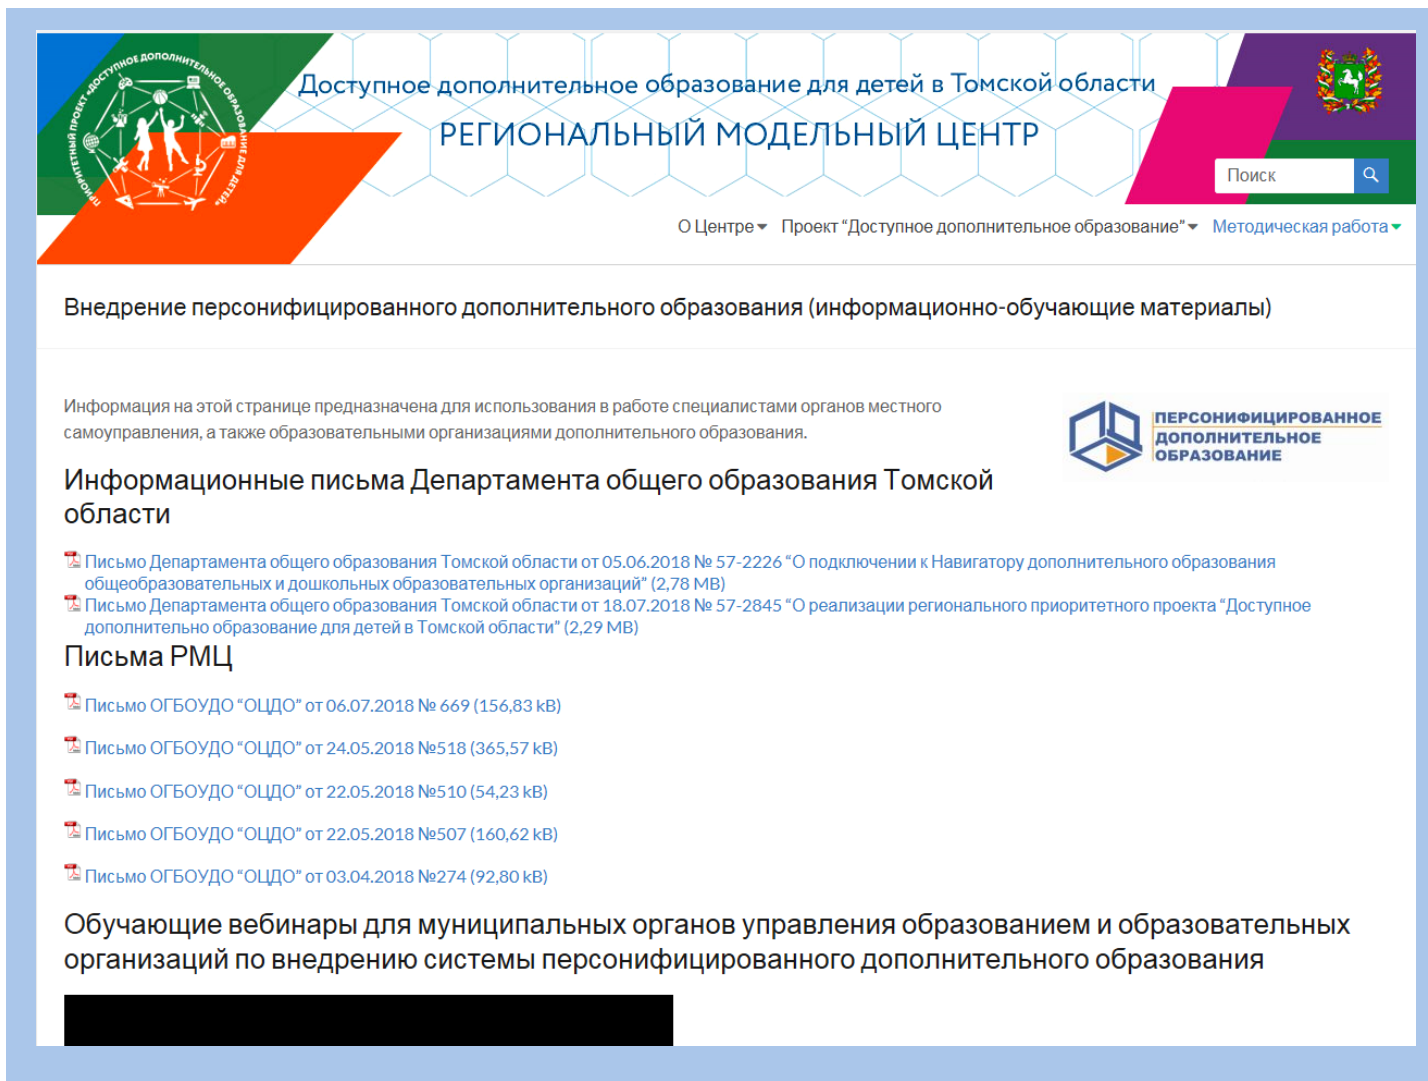 ПРИОРИТЕТНЫЙ ПРОЕКТ «ДОСТУПНОЕ ДОПОЛНИТЕЛЬНОЕ ОБРАЗОВАНИЕ ДЛЯ ДЕТЕЙ»
Доступное дополнительное образование для детей в Томской области
РЕГИОНАЛЬНЫЙ МОДЕЛЬНЫЙ ЦЕНТР
Поиск
О Центре Проект “Доступное дополнительное образование” Методическая работа
Внедрение персонифицированного дополнительного образования (информационно-обучающие материалы)
Информация на этой странице предназначена для использования в работе специалистами органов местного
самоуправления, а также образовательными организациями дополнительного образования.
ПЕРСОНИФИЦИРОВАННОЕ
ДОПОЛНИТЕЛЬНОЕ
ОБРАЗОВАНИЕ
Информационные письма Департамента общего образования Томской
области
Письмо Департамента общего образования Томской области от 05.06.2018 № 57-2226 “О подключении к Навигатору дополнительного образования
общеобразовательных и дошкольных образовательных организаций” (2,78 MB)
Письмо Департамента общего образования Томской области от 18.07.2018 № 57-2845 “О реализации регионального приоритетного проекта “Доступное
дополнительно образование для детей в Томской области” (2,29 MB)
Письма РМЦ
Письмо ОГБОУДО “ОЦДО” от 06.07.2018 № 669 (156,83 kB)
Письмо ОГБОУДО “ОЦДО” от 24.05.2018 №518 (365,57 kB)
Письмо ОГБОУДО “ОЦДО” от 22.05.2018 №510 (54,23 kB)
Письмо ОГБОУДО “ОЦДО” от 22.05.2018 №507 (160,62 kB)
Письмо ОГБОУДО “ОЦДО” от 03.04.2018 №274 (92,80 kB)
Обучающие вебинары для муниципальных органов управления образованием и образовательных
организаций по внедрению системы персонифицированного дополнительного образования